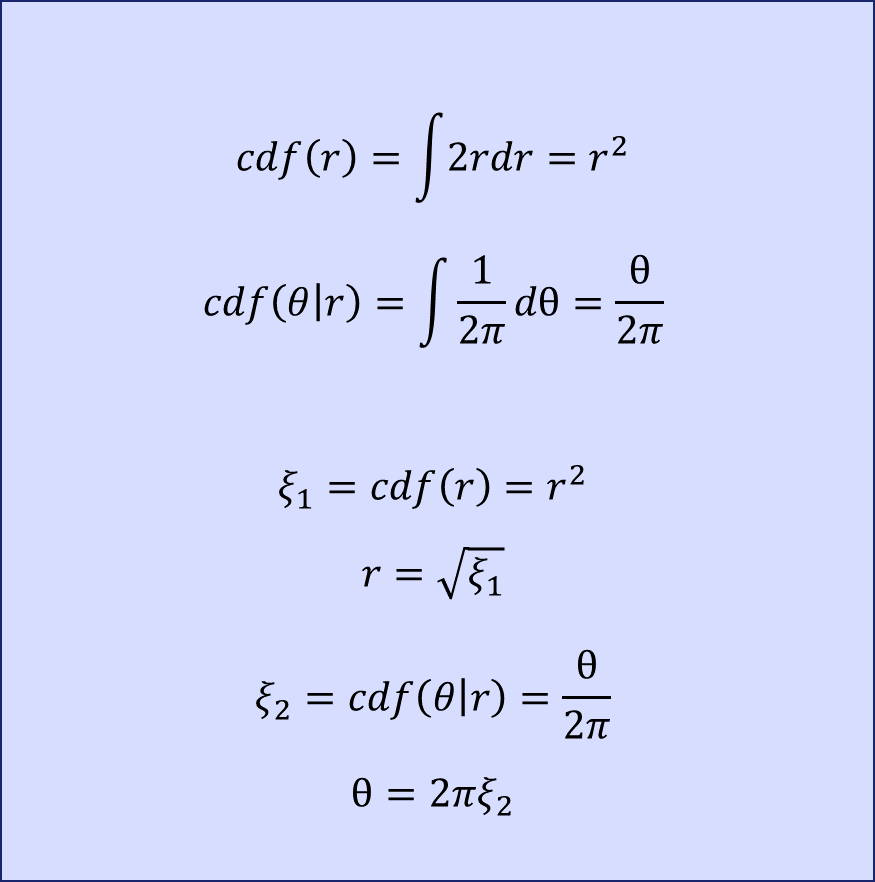 cdf(r) = ∫ 2rdr = r²
cdf(θ|r) = ∫ 1/2π dθ = θ/2π
ξ₁ = cdf(r) = r²
r = √ξ₁
ξ₂ = cdf(θ|r) = θ/2π
θ = 2πξ₂